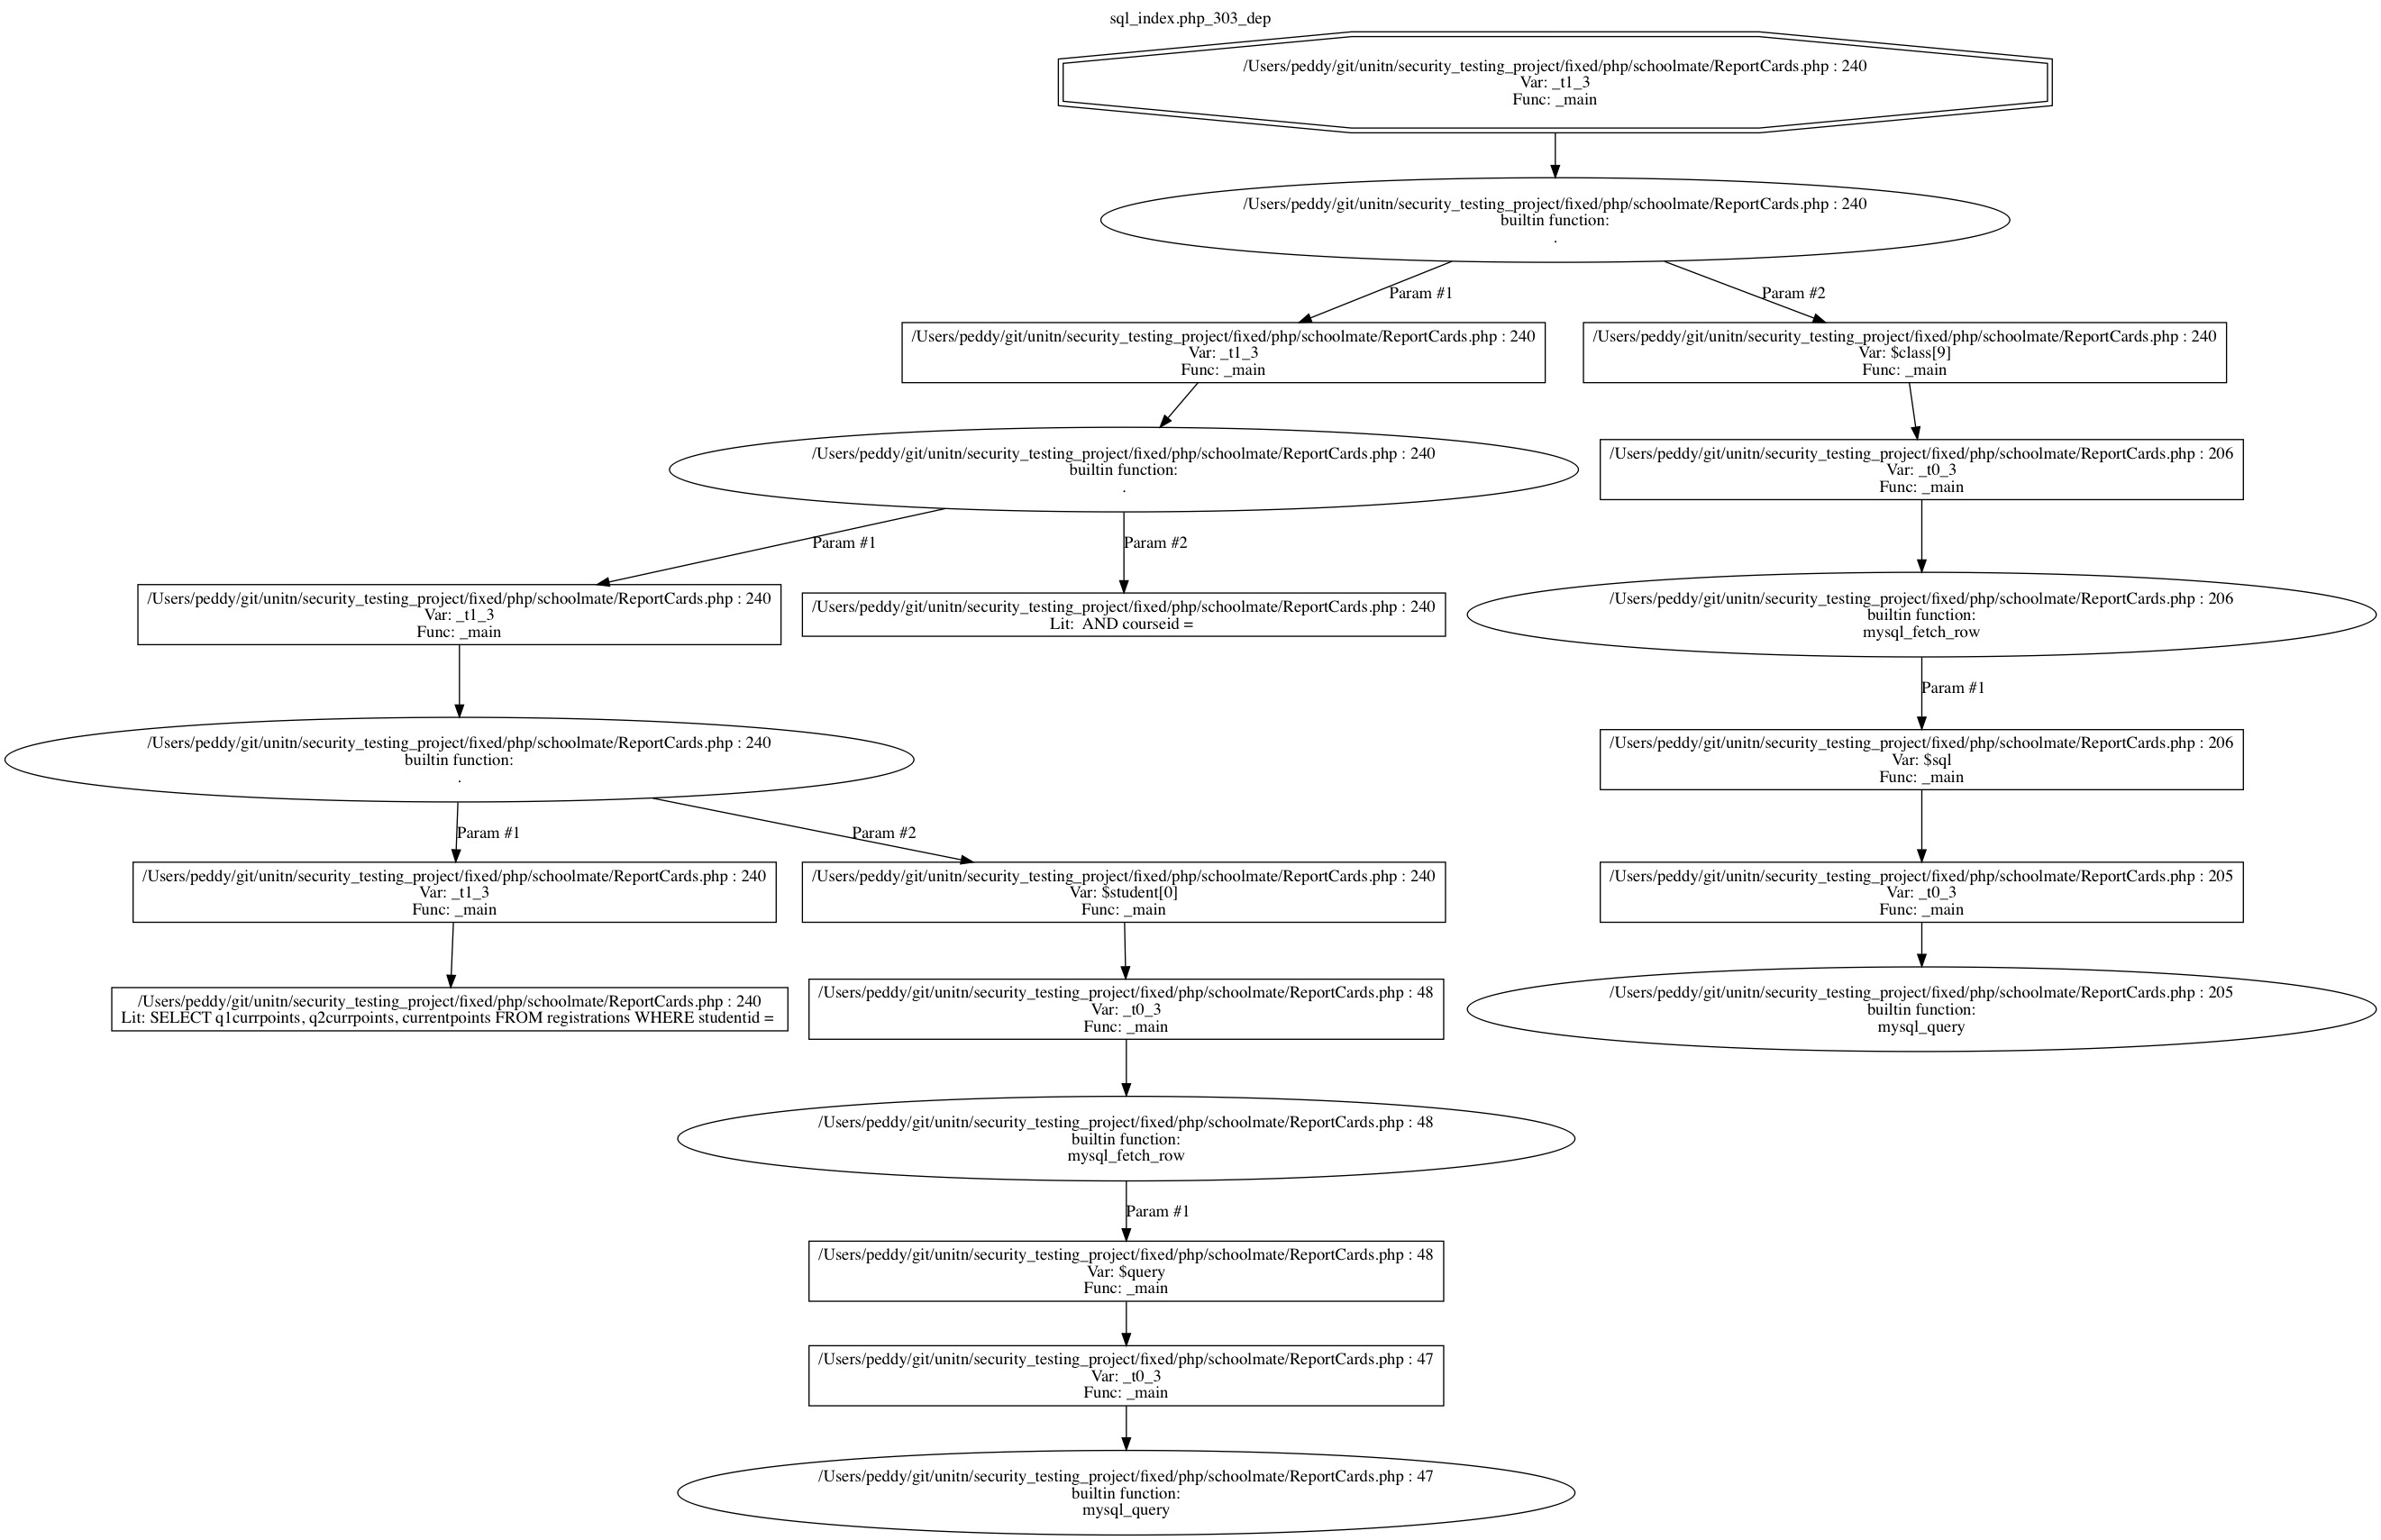 sql_index.php_303_dep
/Users/peddy/git/unitn/security_testing_project/fixed/php/schoolmate/ReportCards.php : 240
Var: _t1_3
Func: _main
/Users/peddy/git/unitn/security_testing_project/fixed/php/schoolmate/ReportCards.php : 240
builtin function:
.
Param #1
Param #2
/Users/peddy/git/unitn/security_testing_project/fixed/php/schoolmate/ReportCards.php : 240
Var: _t1_3
Func: _main
/Users/peddy/git/unitn/security_testing_project/fixed/php/schoolmate/ReportCards.php : 240
Var: $class[9]
Func: _main
/Users/peddy/git/unitn/security_testing_project/fixed/php/schoolmate/ReportCards.php : 240
builtin function:
.
/Users/peddy/git/unitn/security_testing_project/fixed/php/schoolmate/ReportCards.php : 206
Var: _t0_3
Func: _main
Param #1
Param #2
/Users/peddy/git/unitn/security_testing_project/fixed/php/schoolmate/ReportCards.php : 240
Var: _t1_3
Func: _main
/Users/peddy/git/unitn/security_testing_project/fixed/php/schoolmate/ReportCards.php : 240
Lit:  AND courseid =
/Users/peddy/git/unitn/security_testing_project/fixed/php/schoolmate/ReportCards.php : 206
builtin function:
mysql_fetch_row
Param #1
/Users/peddy/git/unitn/security_testing_project/fixed/php/schoolmate/ReportCards.php : 240
builtin function:
.
/Users/peddy/git/unitn/security_testing_project/fixed/php/schoolmate/ReportCards.php : 206
Var: $sql
Func: _main
Param #1
Param #2
/Users/peddy/git/unitn/security_testing_project/fixed/php/schoolmate/ReportCards.php : 240
Var: _t1_3
Func: _main
/Users/peddy/git/unitn/security_testing_project/fixed/php/schoolmate/ReportCards.php : 240
Var: $student[0]
Func: _main
/Users/peddy/git/unitn/security_testing_project/fixed/php/schoolmate/ReportCards.php : 205
Var: _t0_3
Func: _main
/Users/peddy/git/unitn/security_testing_project/fixed/php/schoolmate/ReportCards.php : 240
Lit: SELECT q1currpoints, q2currpoints, currentpoints FROM registrations WHERE studentid =
/Users/peddy/git/unitn/security_testing_project/fixed/php/schoolmate/ReportCards.php : 48
Var: _t0_3
Func: _main
/Users/peddy/git/unitn/security_testing_project/fixed/php/schoolmate/ReportCards.php : 205
builtin function:
mysql_query
/Users/peddy/git/unitn/security_testing_project/fixed/php/schoolmate/ReportCards.php : 48
builtin function:
mysql_fetch_row
Param #1
/Users/peddy/git/unitn/security_testing_project/fixed/php/schoolmate/ReportCards.php : 48
Var: $query
Func: _main
/Users/peddy/git/unitn/security_testing_project/fixed/php/schoolmate/ReportCards.php : 47
Var: _t0_3
Func: _main
/Users/peddy/git/unitn/security_testing_project/fixed/php/schoolmate/ReportCards.php : 47
builtin function:
mysql_query